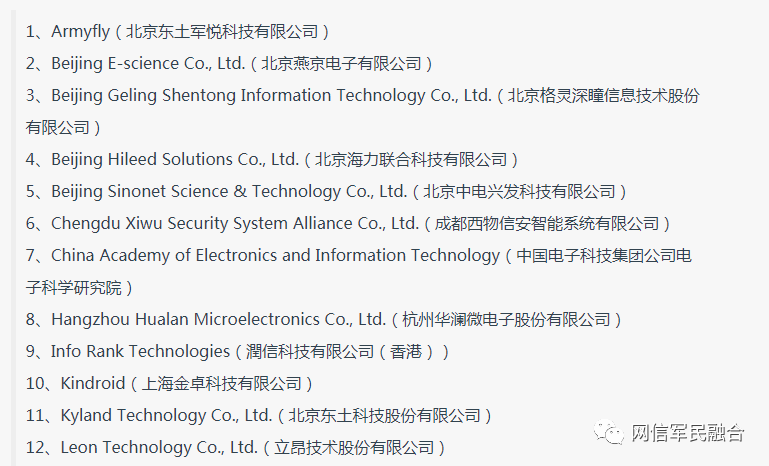 1、Armyfly（北京东土军悦科技有限公司）
2、Beijing E-science Co., Ltd.（北京燕京电子有限公司）
3、Beijing Geling Shentong Information Technology Co., Ltd.（北京格灵深瞳信息技术股份
有限公司）
4、Beijing Hileed Solutions Co., Ltd.（北京海力联合科技有限公司）
5、Beijing Sinonet Science & Technology Co., Ltd.（北京中电兴发科技有限公司）
6、Chengdu Xiwu Security System Alliance Co., Ltd.（成都西物信安智能系统有限公司）
7、China Academy of Electronics and Information Technology（中国电子科技集团公司电
子科学研究院）
8、Hangzhou Hualan Microelectronics Co., Ltd.（杭州华澜微电子股份有限公司）
9、Info Rank Technologies（潤信科技有限公司（香港））
10、Kindroid（上海金卓科技有限公司）
11、Kyland Technology Co., Ltd.（北京东土科技股份有限公司）
12、Leon Technology Co., Ltd.（立昂技术股份有限公司）
网信军民融合